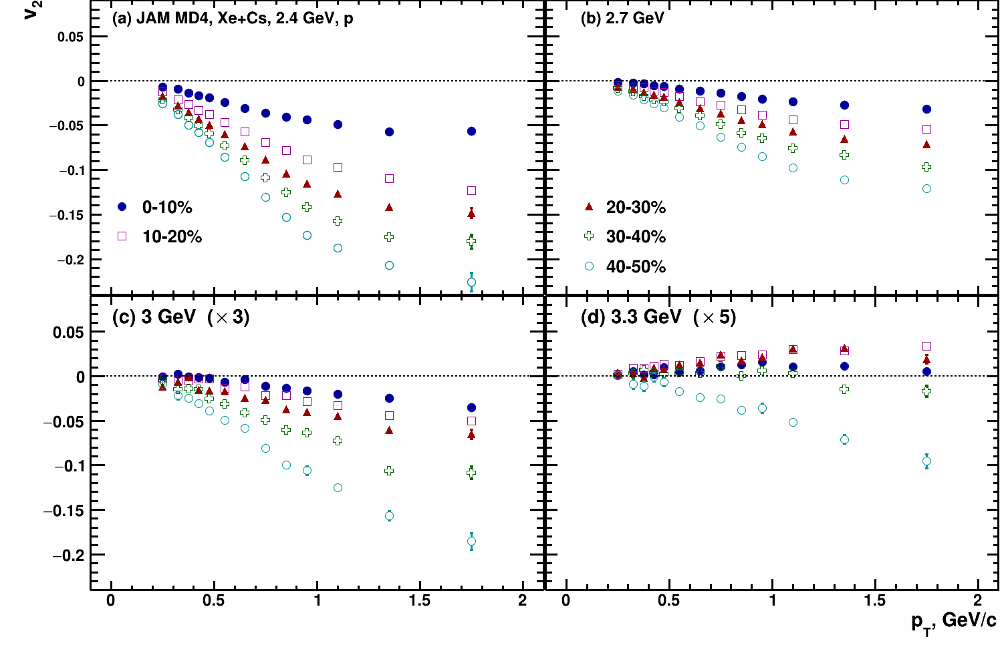 v2
(a) JAM MD4, Xe+Cs, 2.4 GeV, p
(b) 2.7 GeV
0.05
0
−0.05
−0.1
−0.15
−0.2
0-10%
10-20%
20-30%
30-40%
40-50%
(c) 3 GeV (× 3)
(d) 3.3 GeV (× 5)
0.05
0
−0.05
−0.1
−0.15
−0.2
0 0.5 1 1.5 2
0 0.5 1 1.5 2
pT, GeV/c